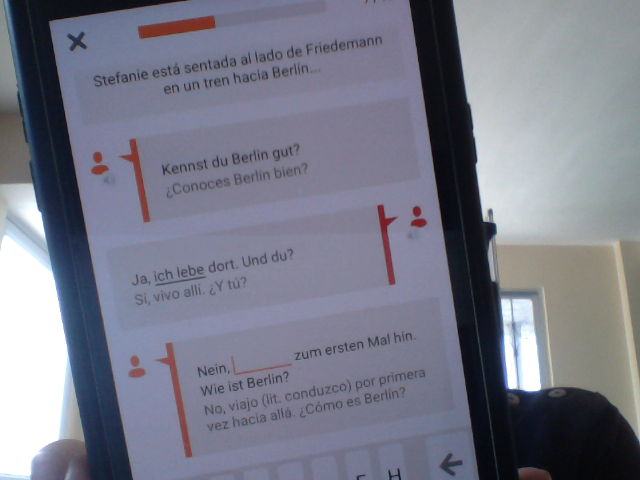 Stefanie está sentada al lado de Friedemann
en un tren hacia Berlín...
Kennst du Berlin gut?
¿Conoces Berlín bien?
Ja, ich lebe dort. Und du?
Sí, vivo allí. ¿Y tú?
Nein, ______ zum ersten Mal hin.
Wie ist Berlin?
No, viajo (lit. conduzco) por primera
vez hacia allá. ¿Cómo es Berlín?
H